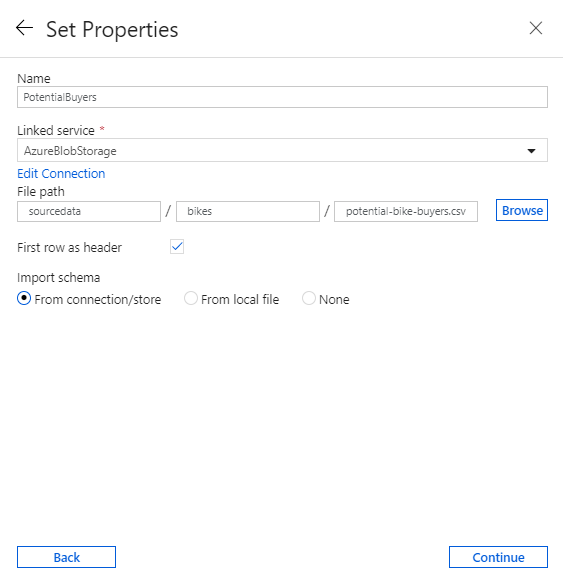 Set Properties
Name
PotentialBuyers
Linked service *
AzureBlobStorage
Edit Connection
File path
sourcedata / bikes / potential-bike-buyers.csv Browse
First row as header
Import schema
From connection/store From local file None
Back Continue